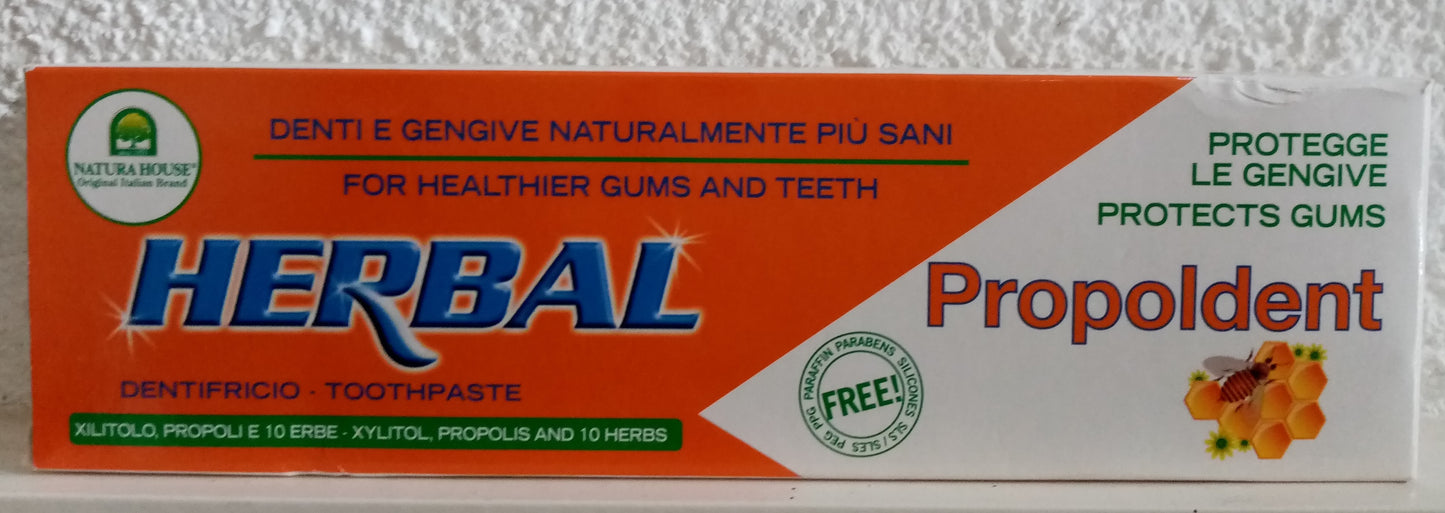 NATURA HOUSE®
Original Italian Brand
DENTI E GENGIVE NATURALMENTE PIÙ SANI
FOR HEALTHIER GUMS AND TEETH
HERBAL
DENTIFRICIO - TOOTHPASTE
XILITOLO, PROPOLI E 10 ERBE - XYLITOL, PROPOLIS AND 10 HERBS
PROTEGGE
LE GENGIVE
PROTECTS GUMS
Propoldent
PEG PPG PARAFFIN PARABENS SILICONES SLS/SLES
FREE!